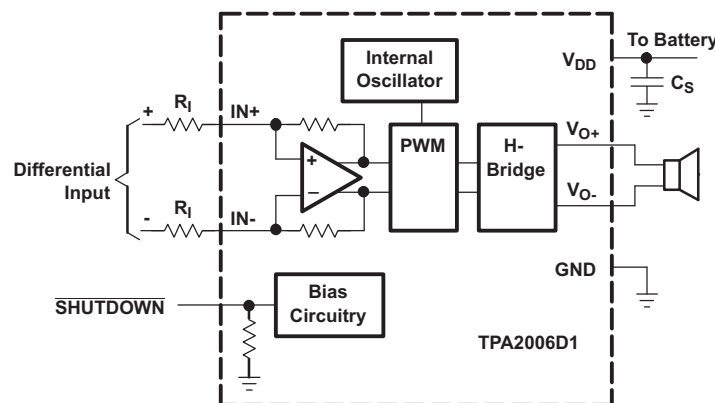 To Battery
Internal
Oscillator
VDD
CS
+
RI
IN+
Differential
Input
+
−
PWM
H-
Bridge
VO+
VO-
-
RI
IN-
GND
SHUTDOWN
Bias
Circuitry
TPA2006D1